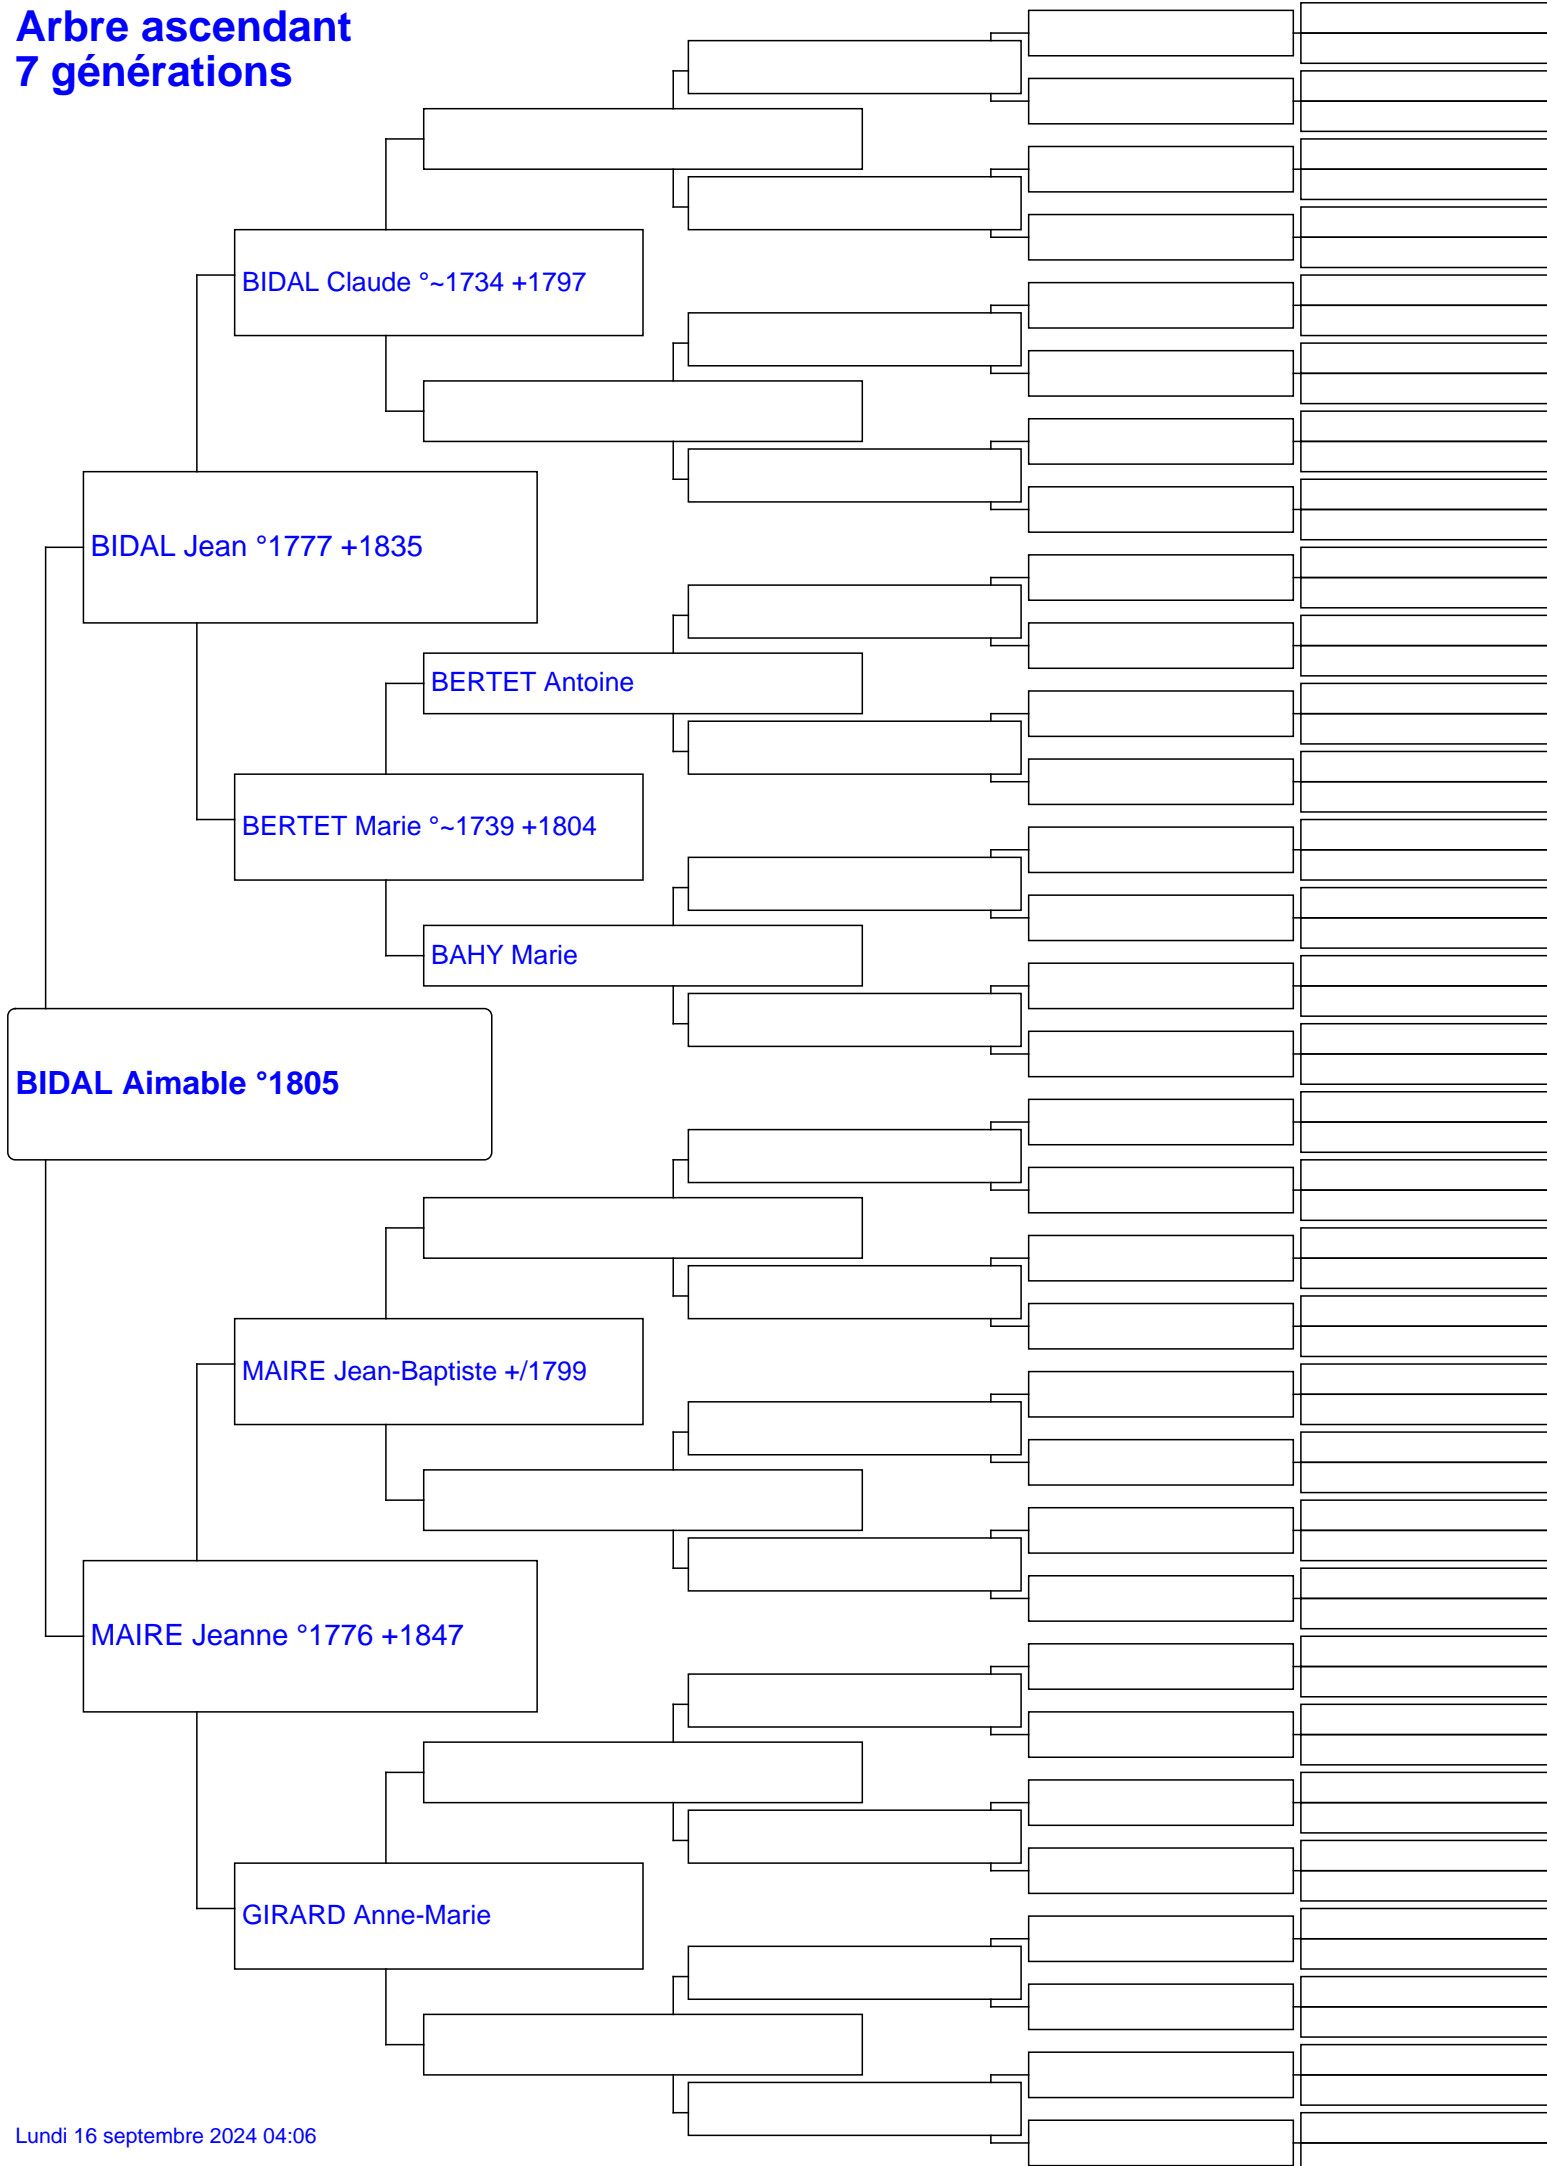 Arbre ascendant
7 générations
BIDAL Claude °~1734 +1797
BIDAL Jean °1777 +1835
BERTET Antoine
BERTET Marie °~1739 +1804
BAHY Marie
BIDAL Aimable °1805
MAIRE Jean-Baptiste +/1799
MAIRE Jeanne °1776 +1847
GIRARD Anne-Marie
Lundi 16 septembre 2024 04:06